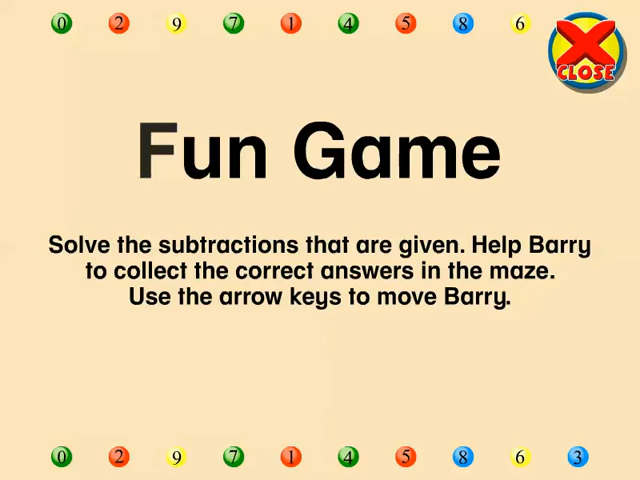 0 2 9 7 1 4 5 8 6
CLOSE
Fun Game
Solve the subtractions that are given. Help Barry
to collect the correct answers in the maze.
Use the arrow keys to move Barry.
0 2 9 7 1 4 5 8 6 3